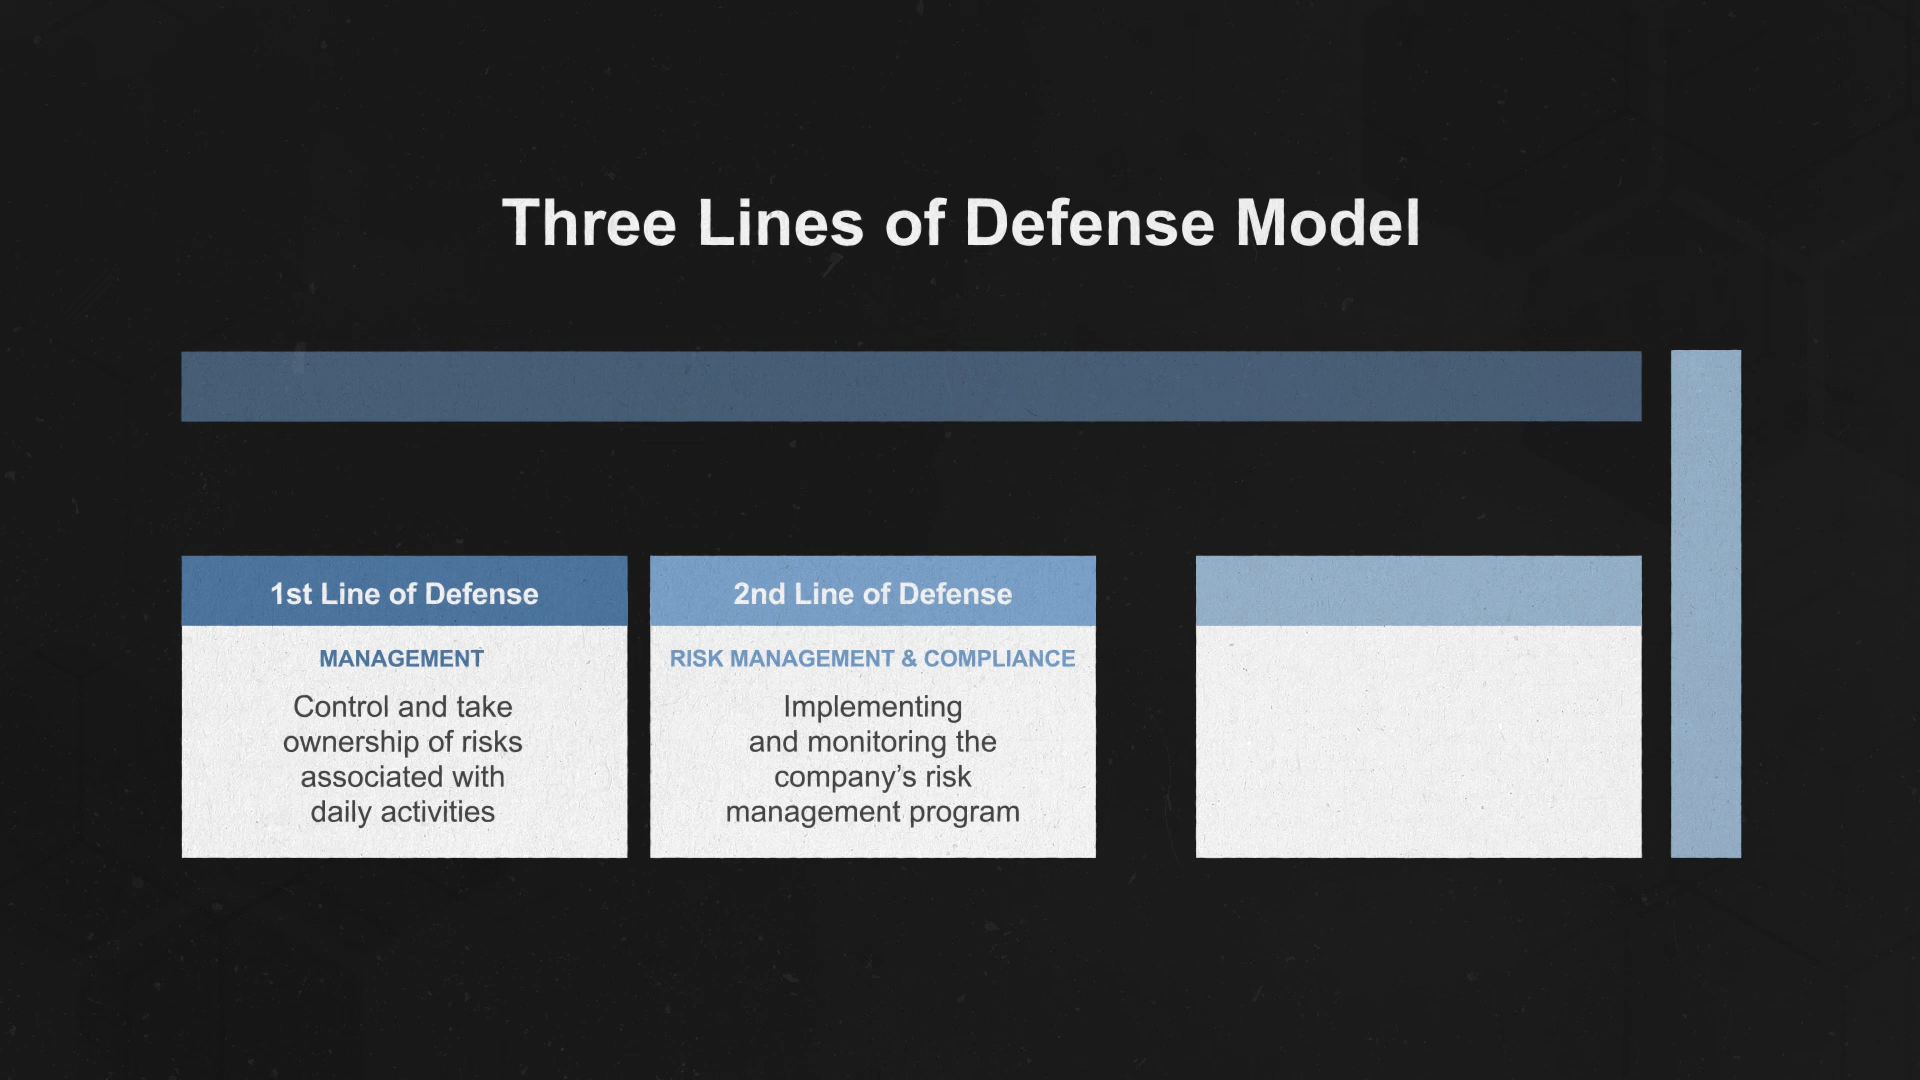 Three Lines of Defense Model
1st Line of Defense
MANAGEMENT
Control and take
ownership of risks
associated with
daily activities
2nd Line of Defense
RISK MANAGEMENT & COMPLIANCE
Implementing
and monitoring the
company’s risk
management program